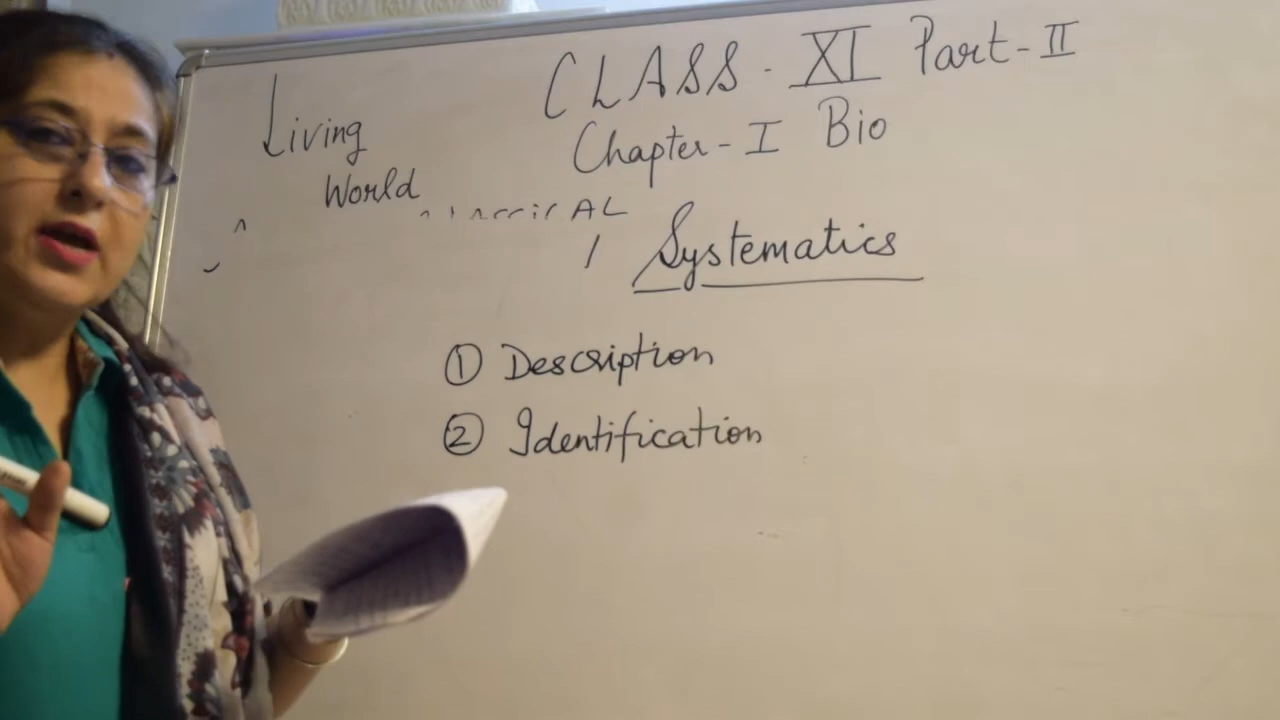 CLASS - XI Part - II
Living
Chapter - I Bio
World
Systematics
① Description
② Identification